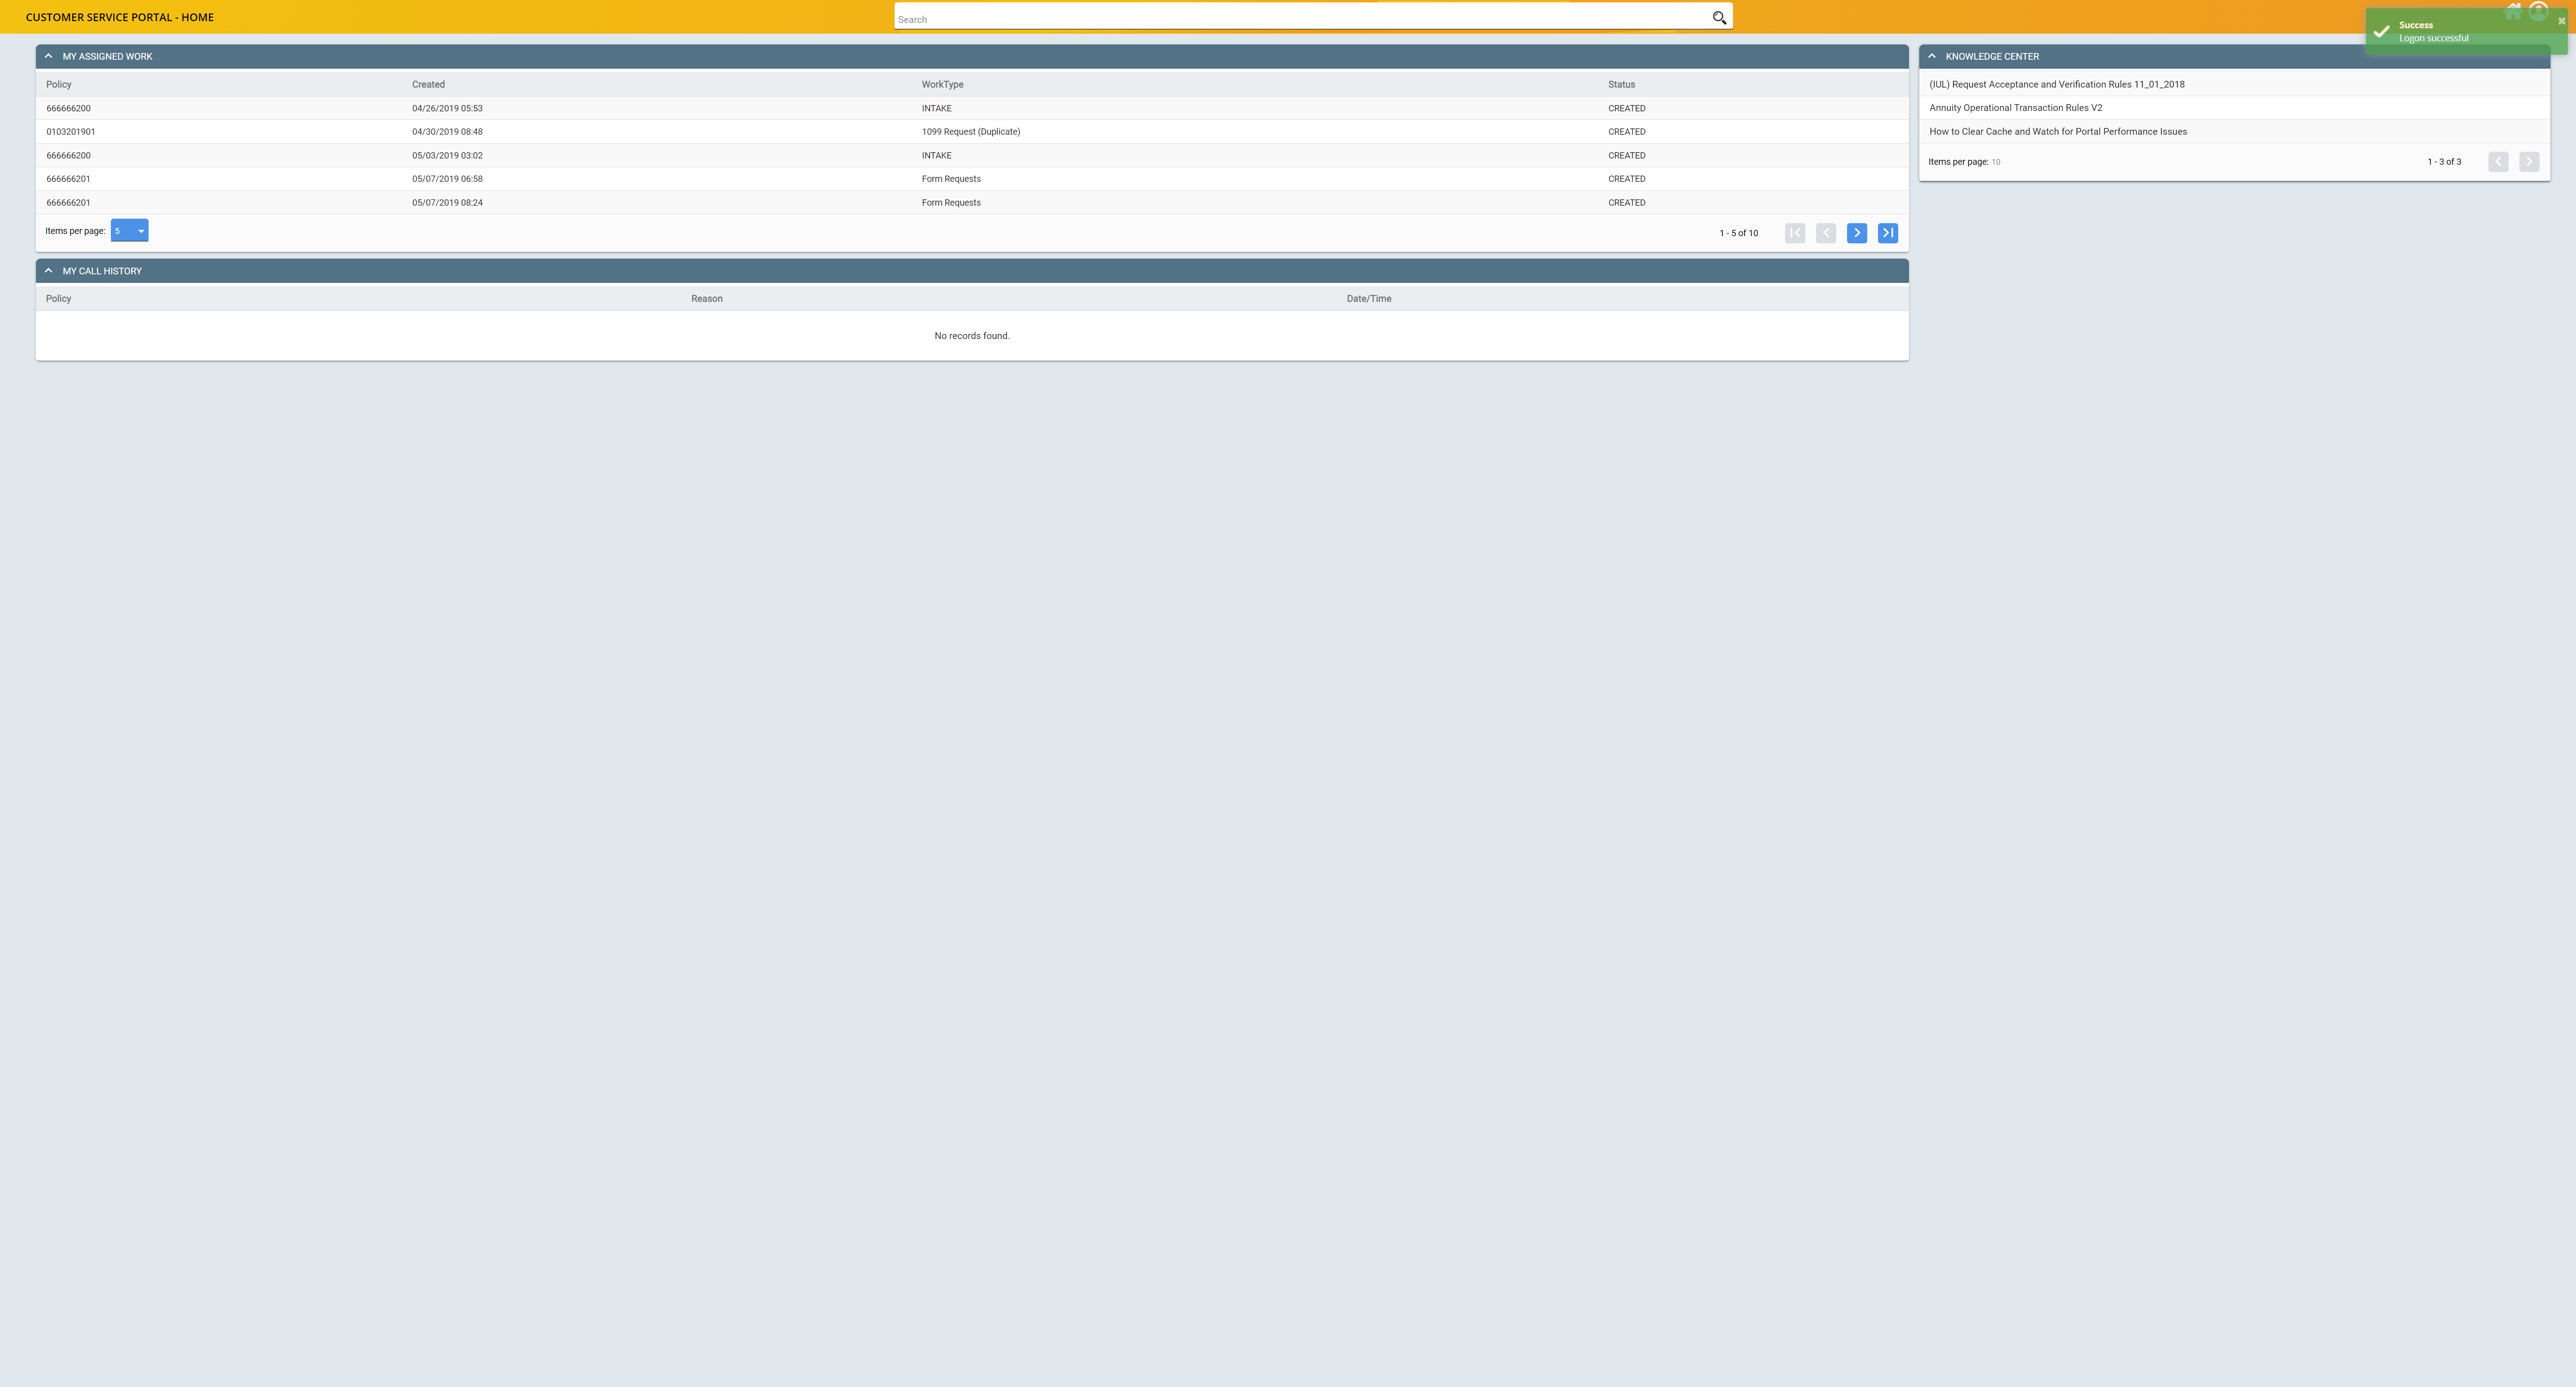 CUSTOMER SERVICE PORTAL - HOME
Search
Success
Logon successful
MY ASSIGNED WORK
Policy Created WorkType Status
666666200 04/26/2019 05:53 INTAKE CREATED
0103201901 04/30/2019 08:48 1099 Request (Duplicate) CREATED
666666200 05/03/2019 03:02 INTAKE CREATED
666666201 05/07/2019 06:58 Form Requests CREATED
666666201 05/07/2019 08:24 Form Requests CREATED
Items per page: 5 1 - 5 of 10
MY CALL HISTORY
Policy Reason Date/Time
No records found.
KNOWLEDGE CENTER
(IUL) Request Acceptance and Verification Rules 11_01_2018
Annuity Operational Transaction Rules V2
How to Clear Cache and Watch for Portal Performance Issues
Items per page: 10 1 - 3 of 3